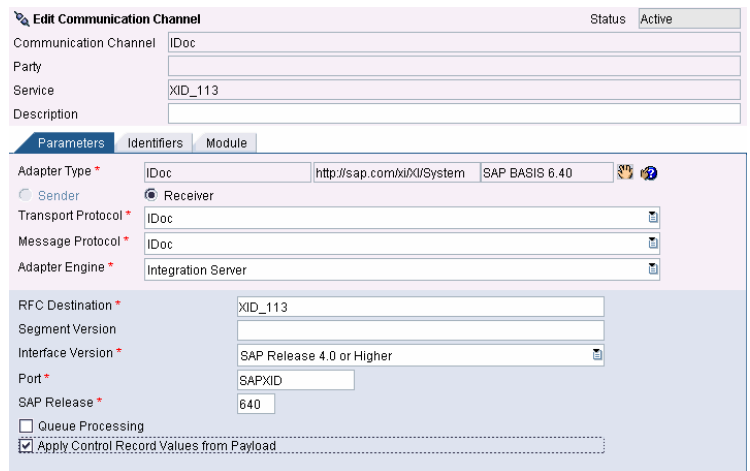 Edit Communication Channel Status Active
Communication Channel IDoc
Party
Service XID_113
Description
Parameters Identifiers Module
Adapter Type * IDoc http://sap.com/xi/XI/System SAP BASIS 6.40
Sender Receiver
Transport Protocol * IDoc
Message Protocol * IDoc
Adapter Engine * Integration Server
RFC Destination * XID_113
Segment Version
Interface Version * SAP Release 4.0 or Higher
Port * SAPXID
SAP Release * 640
Queue Processing
Apply Control Record Values from Payload